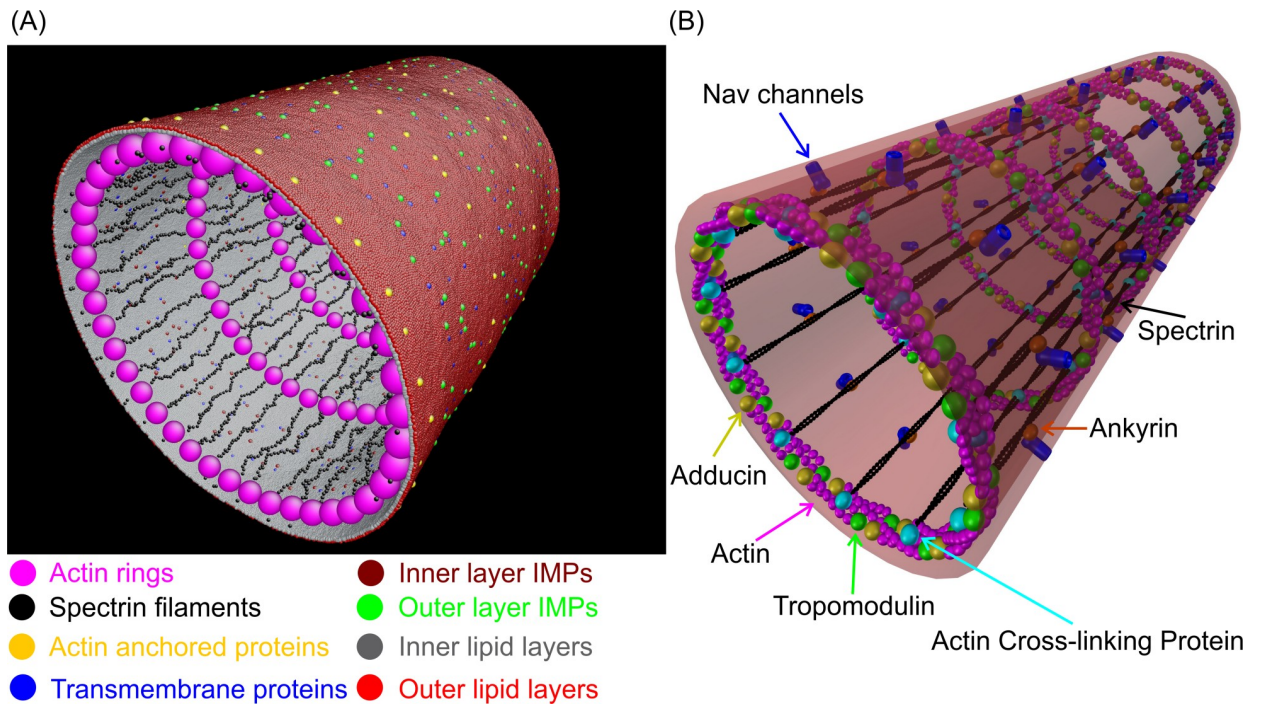 (A)
(B)
Nav channels
Spectrin
Ankyrin
Adducin
Actin
Tropomodulin
Actin Cross-linking Protein
Actin rings
Spectrin filaments
Actin anchored proteins
Transmembrane proteins
Inner layer IMPs
Outer layer IMPs
Inner lipid layers
Outer lipid layers